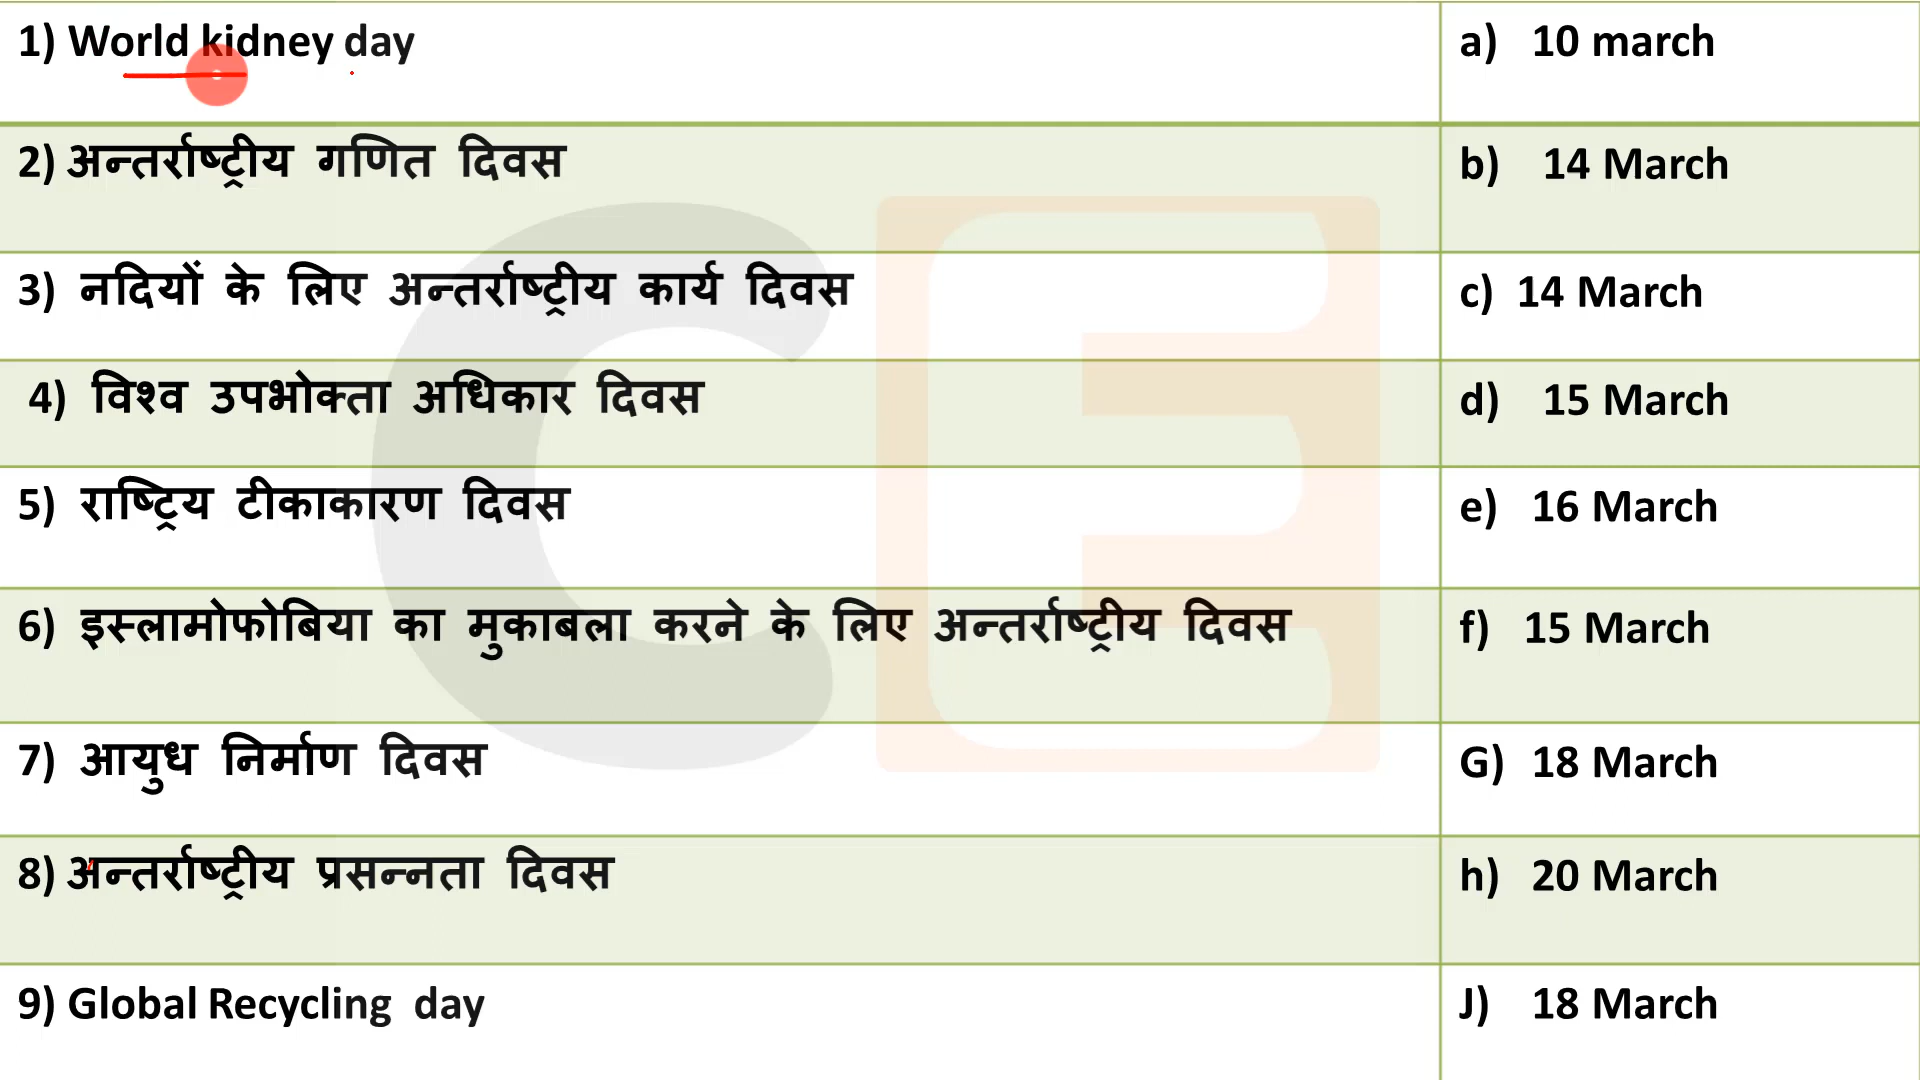 1) World kidney day a) 10 march
2) अन्तर्राष्ट्रीय गणित दिवस b) 14 March
3) नदियों के लिए अन्तर्राष्ट्रीय कार्य दिवस c) 14 March
4) विश्व उपभोक्ता अधिकार दिवस d) 15 March
5) राष्ट्रिय टीकाकारण दिवस e) 16 March
6) इस्लामोफोबिया का मुकाबला करने के लिए अन्तर्राष्ट्रीय दिवस f) 15 March
7) आयुध निर्माण दिवस G) 18 March
8) अन्तर्राष्ट्रीय प्रसन्नता दिवस h) 20 March
9) Global Recycling day J) 18 March
CE